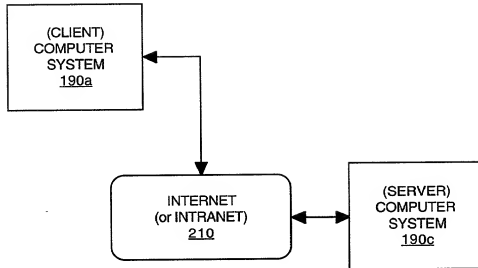 (CLIENT)
COMPUTER
SYSTEM
190a
INTERNET
(or INTRANET)
210
(SERVER)
COMPUTER
SYSTEM
190c